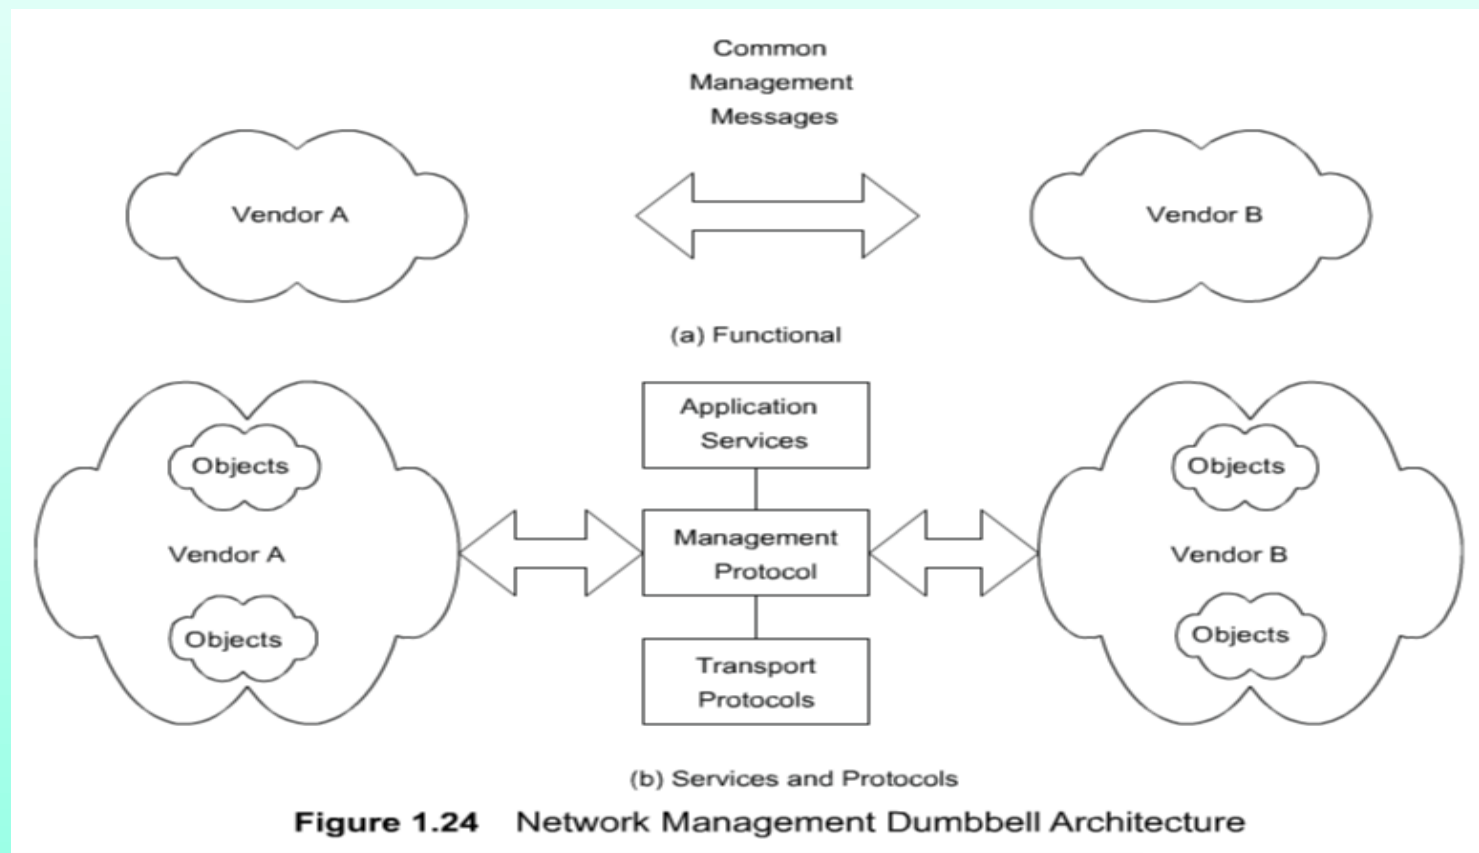 Common
Management
Messages
Vendor A
Vendor B
(a) Functional
Application
Services
Objects
Objects
Management
Protocol
Vendor A
Vendor B
Objects
Objects
Transport
Protocols
(b) Services and Protocols
Figure 1.24 Network Management Dumbbell Architecture